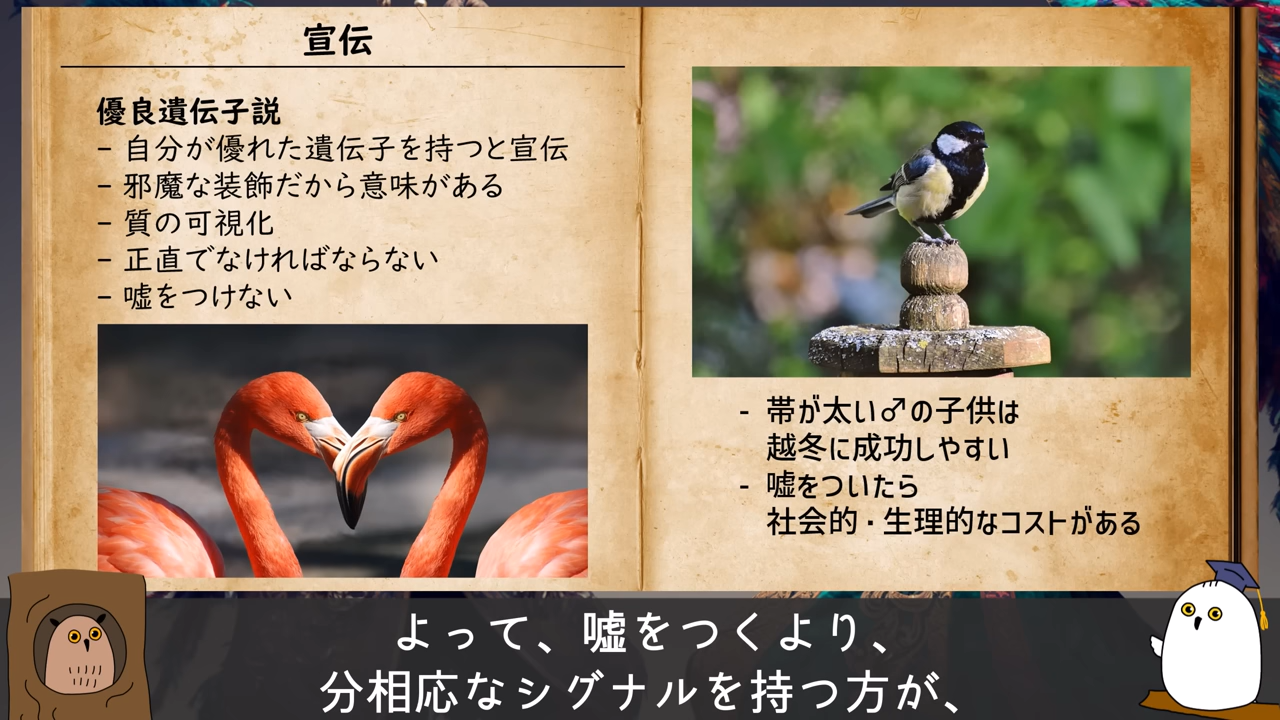 宣伝
優良遺伝子説
– 自分が優れた遺伝子を持つと宣伝
– 邪魔な装飾だから意味がある
– 質の可視化
– 正直でなければならない
– 嘘をつけない
- 帯が太い♂の子供は
越冬に成功しやすい
- 嘘をついたら
社会的・生理的なコストがある
よって、嘘をつくより、
分相応なシグナルを持つ方が、